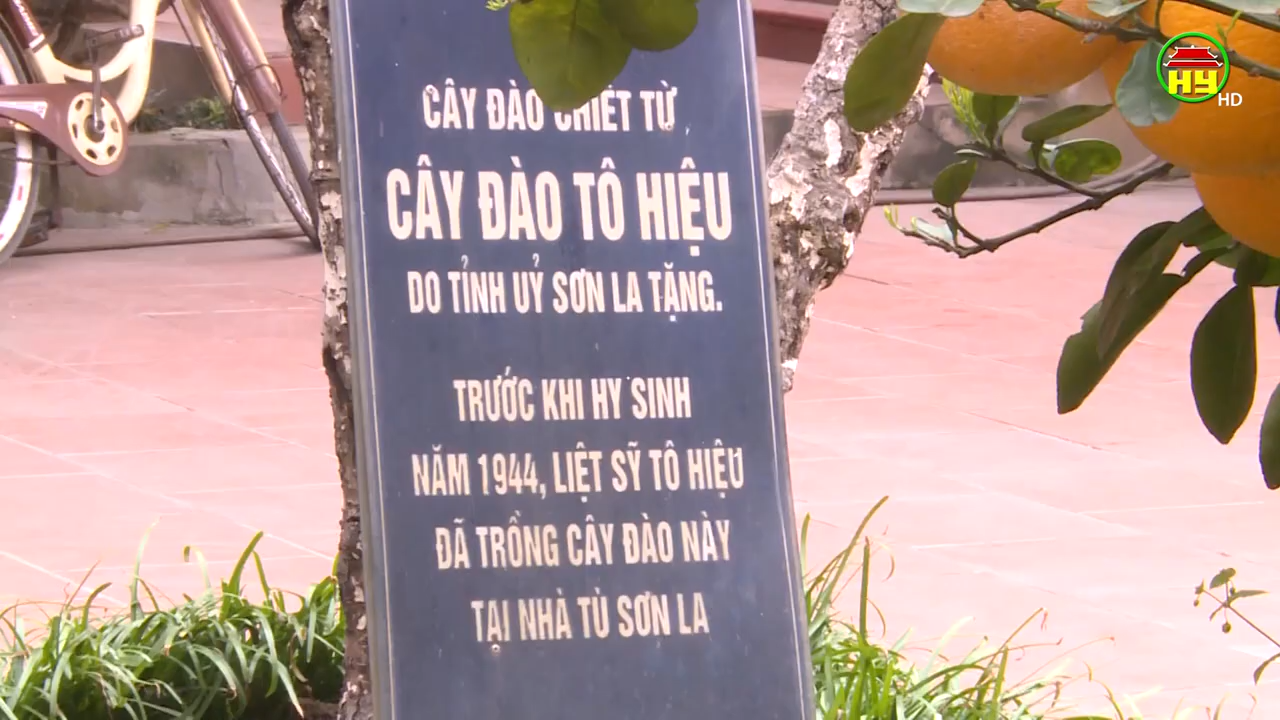 CÂY ĐÀO CHIẾT TỪ
CÂY ĐÀO TÔ HIỆU
DO TỈNH UỶ SƠN LA TẶNG.
TRƯỚC KHI HY SINH
NĂM 1944, LIỆT SỸ TÔ HIỆU
ĐÃ TRỒNG CÂY ĐÀO NÀY
TẠI NHÀ TÙ SƠN LA
HY
HD